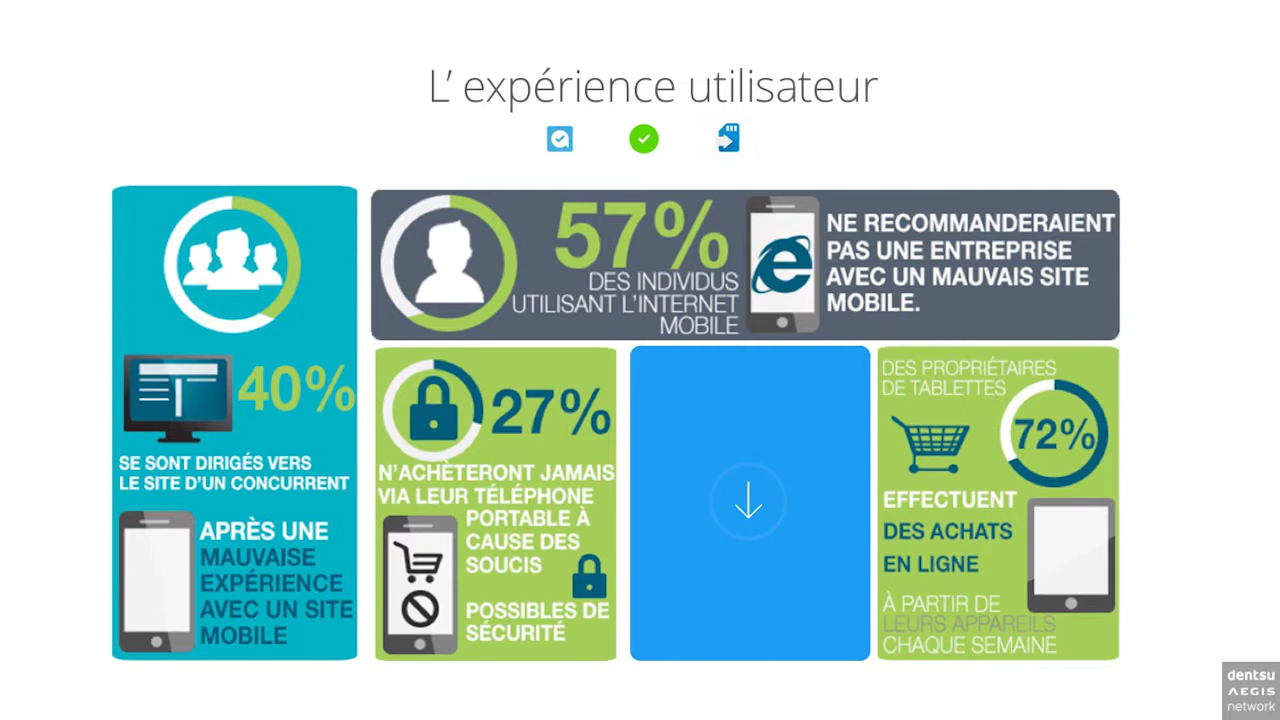 L’ expérience utilisateur
40%
SE SONT DIRIGÉS VERS
LE SITE D'UN CONCURRENT
APRÈS UNE
MAUVAISE
EXPÉRIENCE
AVEC UN SITE
MOBILE
57%
DES INDIVIDUS
UTILISANT L'INTERNET
MOBILE
NE RECOMMANDERAIENT
PAS UNE ENTREPRISE
AVEC UN MAUVAIS SITE
MOBILE.
27%
N'ACHÈTERONT JAMAIS
VIA LEUR TÉLÉPHONE
PORTABLE À
CAUSE DES
SOUCIS
POSSIBLES DE
SÉCURITÉ
DES PROPRIÉTAIRES
DE TABLETTES
72%
EFFECTUENT
DES ACHATS
EN LIGNE
À PARTIR DE
LEURS APPAREILS
CHAQUE SEMAINE
dentsu
AEGIS
network